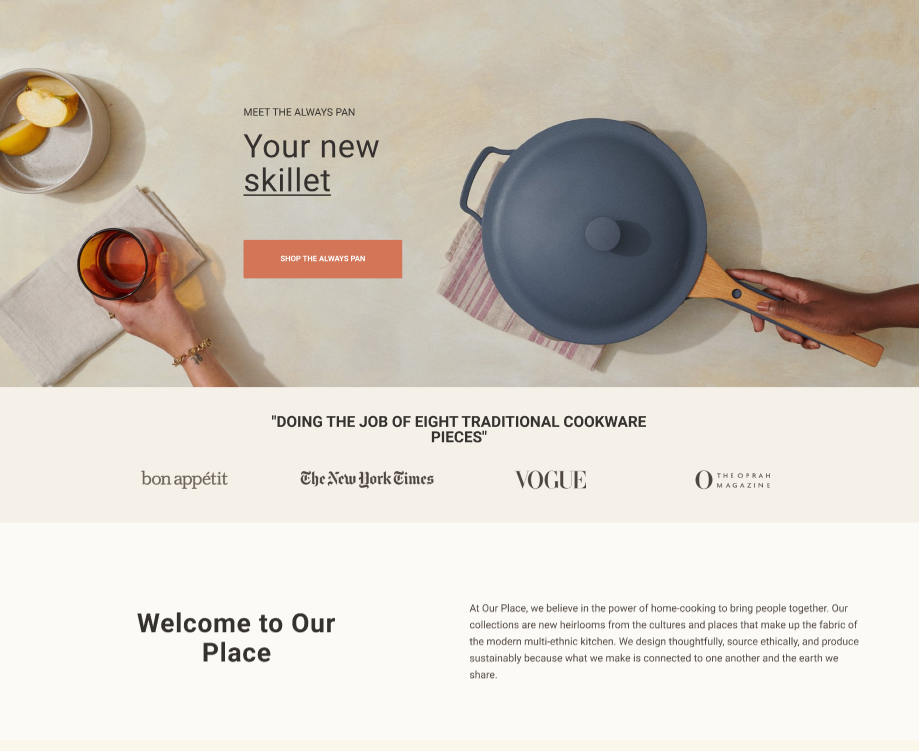 MEET THE ALWAYS PAN
Your new
skillet
SHOP THE ALWAYS PAN
"DOING THE JOB OF EIGHT TRADITIONAL COOKWARE
PIECES"
bon appétit
The New York Times
VOGUE
O THE OPRAH
MAGAZINE
Welcome to Our
Place
At Our Place, we believe in the power of home-cooking to bring people together. Our
collections are new heirlooms from the cultures and places that make up the fabric of
the modern multi-ethnic kitchen. We design thoughtfully, source ethically, and produce
sustainably because what we make is connected to one another and the earth we
share.